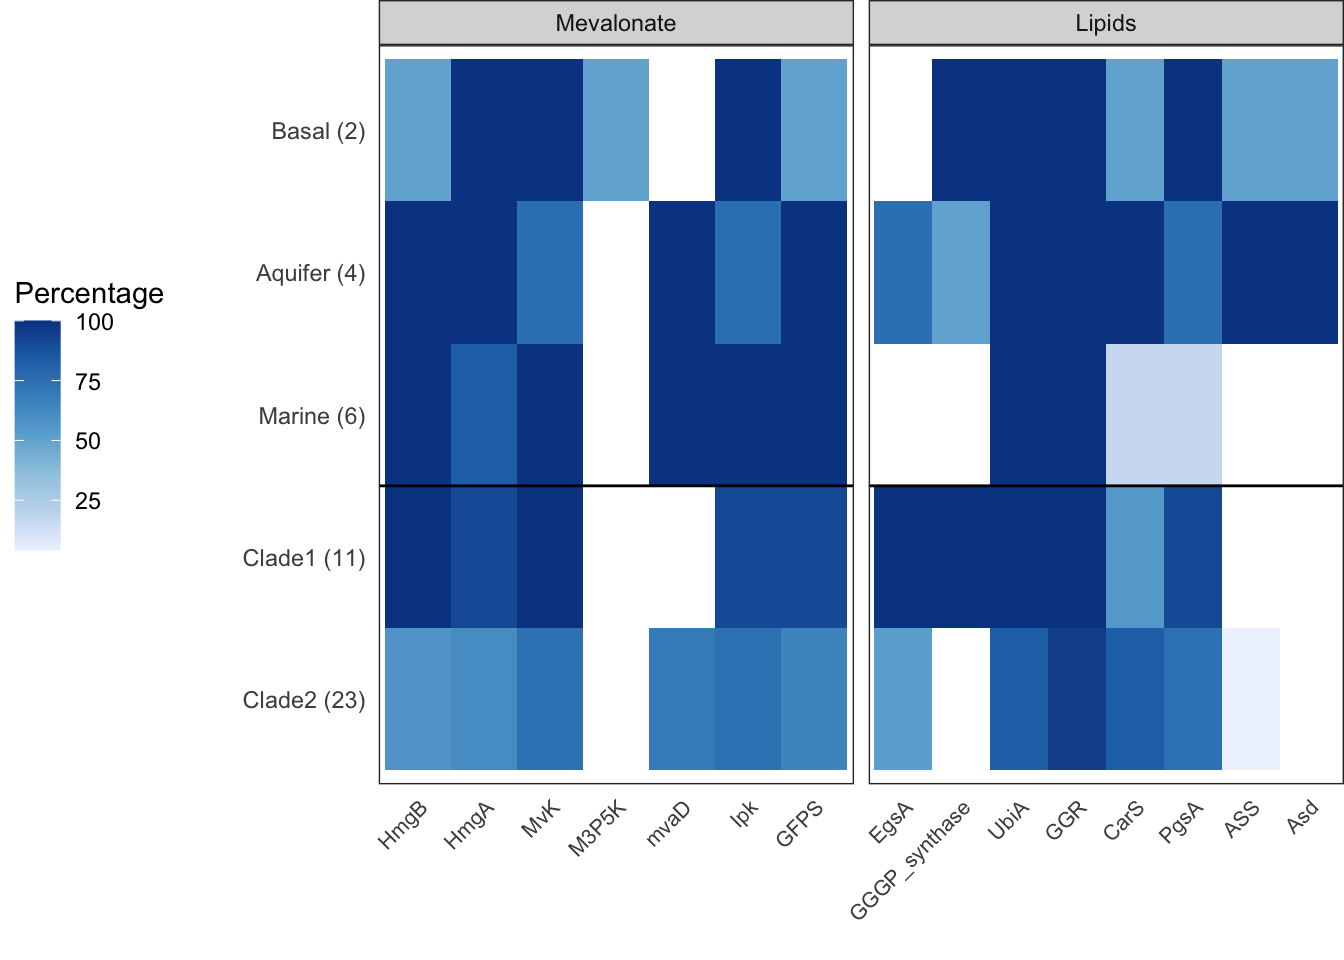 Mevalonate
Lipids
Basal (2)
Aquifer (4)
Marine (6)
Clade1 (11)
Clade2 (23)
Percentage
100
75
50
25
HmgB
HmgA
MvK
M3P5K
mvaD
Ipk
GFPS
EgsA
GGGP_synthase
UbiA
GGR
CarS
PgsA
ASS
Asd